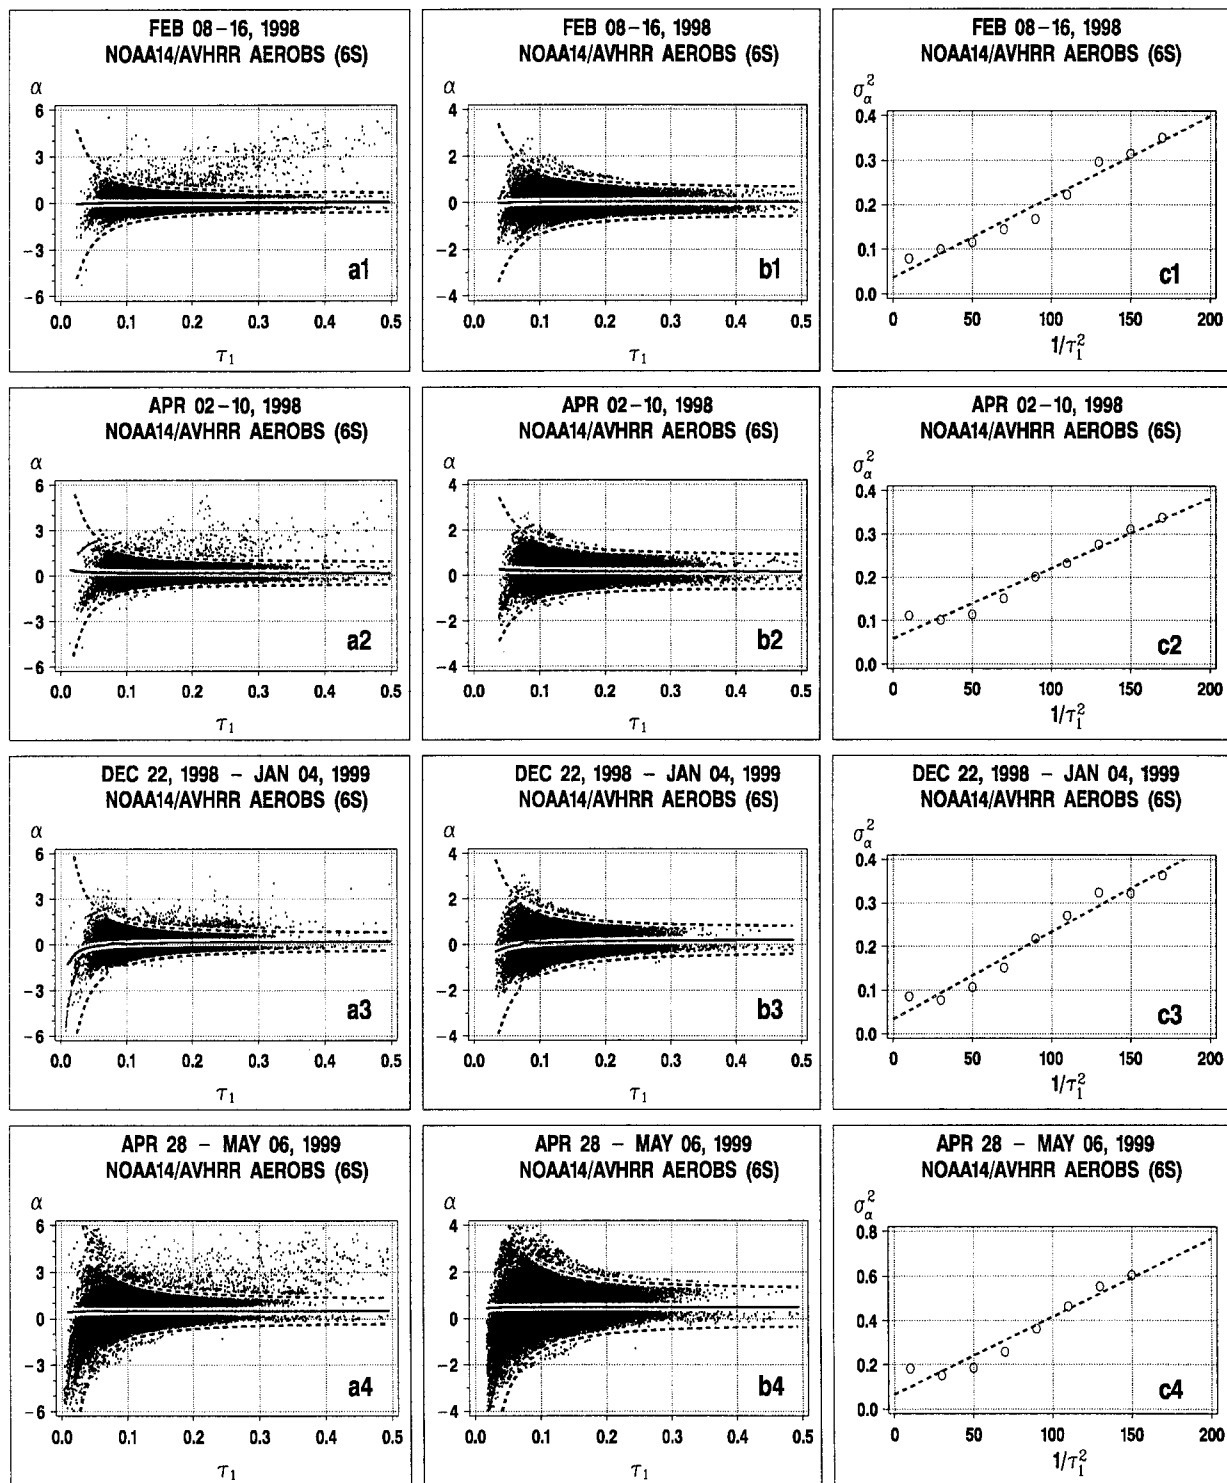 FEB 08-16, 1998
NOAA14/AVHRR AEROBS (6S)
α
6
3
0
-3
-6
a1
0.0 0.1 0.2 0.3 0.4 0.5
τ1
FEB 08-16, 1998
NOAA14/AVHRR AEROBS (6S)
α
4
2
0
-2
-4
b1
0.0 0.1 0.2 0.3 0.4 0.5
τ1
FEB 08-16, 1998
NOAA14/AVHRR AEROBS (6S)
σα²
0.4
0.3
0.2
0.1
0.0
c1
0 50 100 150 200
1/τ1²
APR 02-10, 1998
NOAA14/AVHRR AEROBS (6S)
α
6
3
0
-3
-6
a2
0.0 0.1 0.2 0.3 0.4 0.5
τ1
APR 02-10, 1998
NOAA14/AVHRR AEROBS (6S)
α
4
2
0
-2
-4
b2
0.0 0.1 0.2 0.3 0.4 0.5
τ1
APR 02-10, 1998
NOAA14/AVHRR AEROBS (6S)
σα²
0.4
0.3
0.2
0.1
0.0
c2
0 50 100 150 200
1/τ1²
DEC 22, 1998 - JAN 04, 1999
NOAA14/AVHRR AEROBS (6S)
α
6
3
0
-3
-6
a3
0.0 0.1 0.2 0.3 0.4 0.5
τ1
DEC 22, 1998 - JAN 04, 1999
NOAA14/AVHRR AEROBS (6S)
α
4
2
0
-2
-4
b3
0.0 0.1 0.2 0.3 0.4 0.5
τ1
DEC 22, 1998 - JAN 04, 1999
NOAA14/AVHRR AEROBS (6S)
σα²
0.4
0.3
0.2
0.1
0.0
c3
0 50 100 150 200
1/τ1²
APR 28 - MAY 06, 1999
NOAA14/AVHRR AEROBS (6S)
α
6
3
0
-3
-6
a4
0.0 0.1 0.2 0.3 0.4 0.5
τ1
APR 28 - MAY 06, 1999
NOAA14/AVHRR AEROBS (6S)
α
4
2
0
-2
-4
b4
0.0 0.1 0.2 0.3 0.4 0.5
τ1
APR 28 - MAY 06, 1999
NOAA14/AVHRR AEROBS (6S)
σα²
0.8
0.6
0.4
0.2
0.0
c4
0 50 100 150 200
1/τ1²